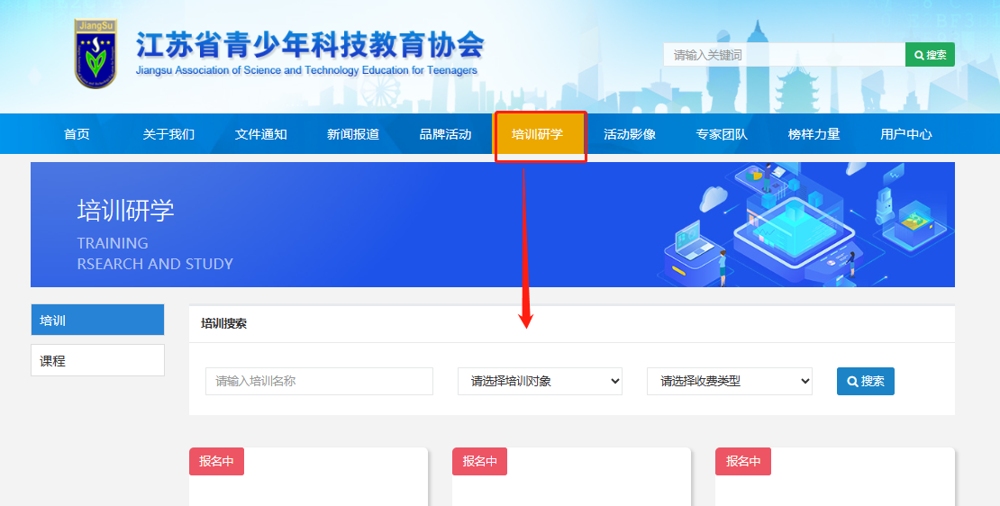 JiangSu
江苏省青少年科技教育协会
Jiangsu Association of Science and Technology Education for Teenagers
请输入关键词
搜索
首页 关于我们 文件通知 新闻报道 品牌活动 培训研学 活动影像 专家团队 榜样力量 用户中心
培训研学
TRAINING
RSEARCH AND STUDY
培训
课程
培训搜索
请输入培训名称 请选择培训对象 请选择收费类型 搜索
报名中 报名中 报名中